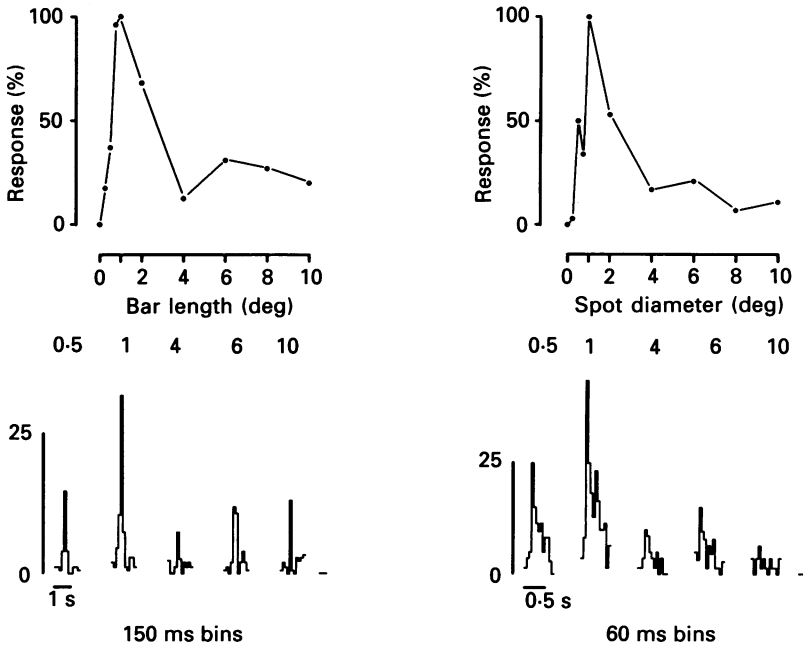 100
50
0
Response (%)
0 2 4 6 8 10
Bar length (deg)
0·5 1 4 6 10
25
0
1 s
150 ms bins
100
50
0
Response (%)
0 2 4 6 8 10
Spot diameter (deg)
0·5 1 4 6 10
25
0
0·5 s
60 ms bins